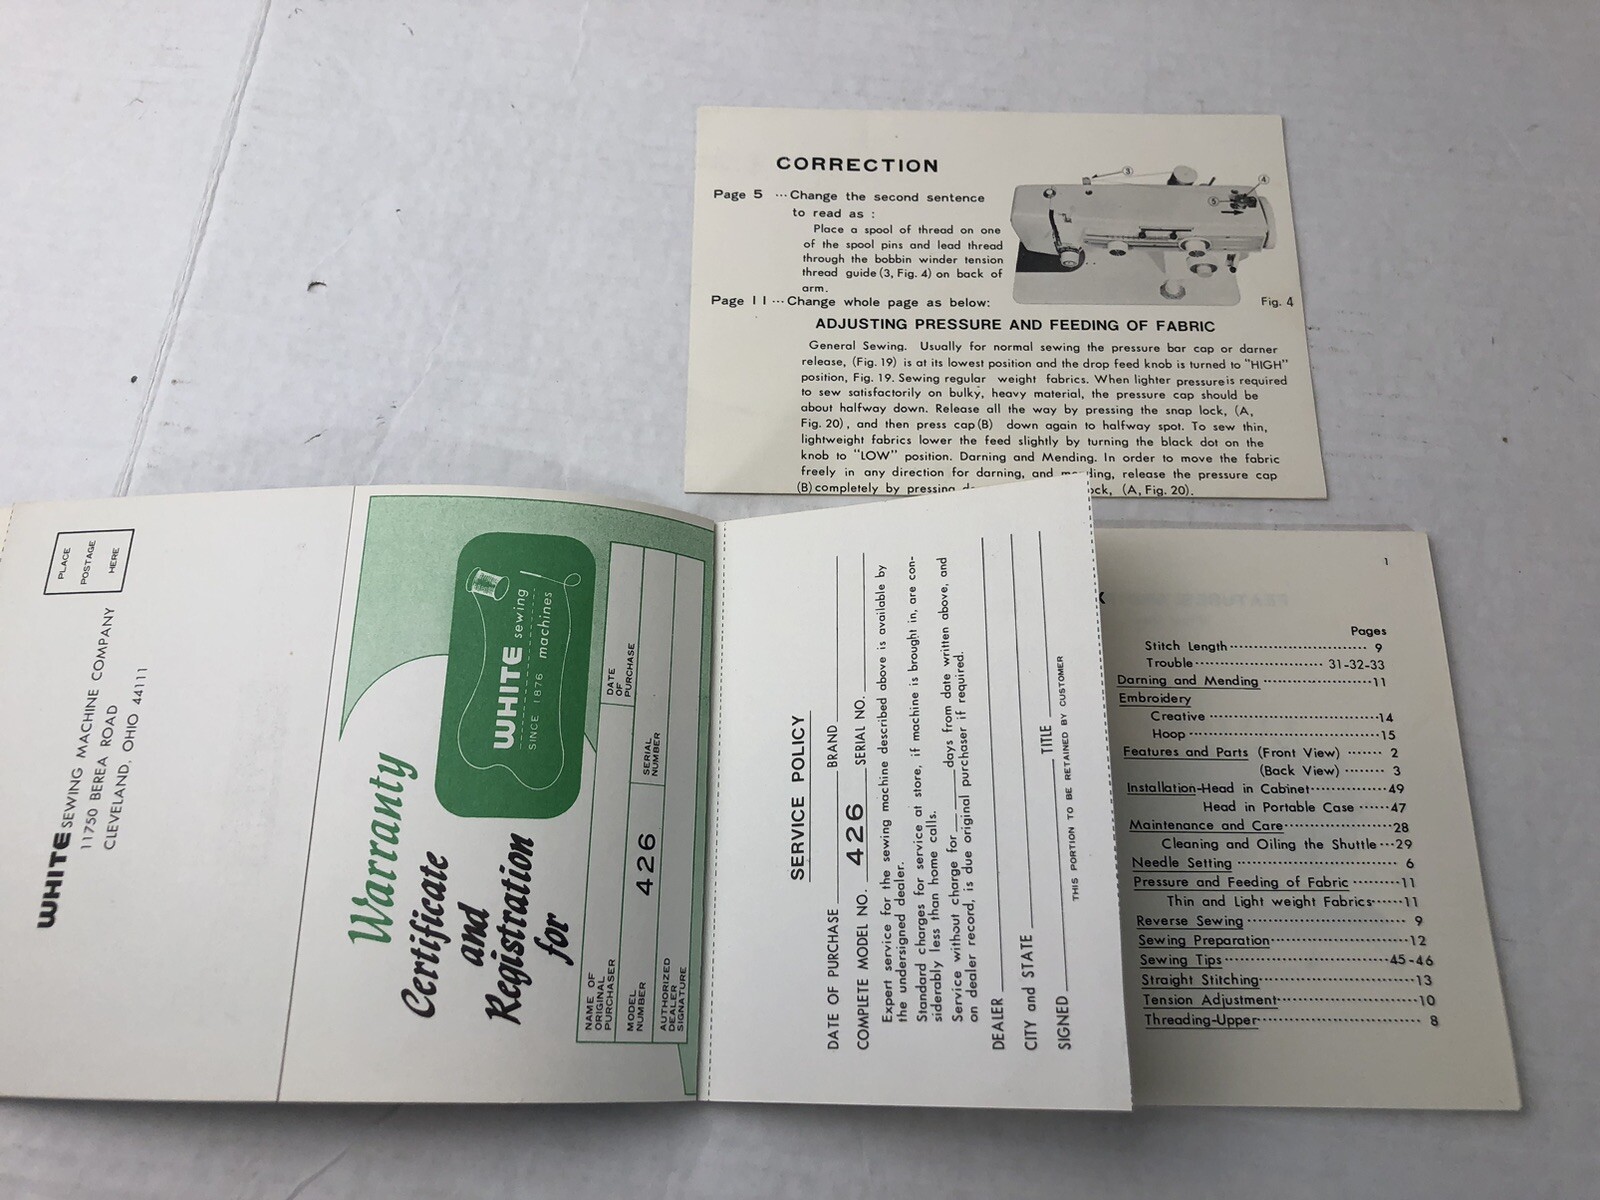 CORRECTION
Page 5 ··· Change the second sentence
to read as :
Place a spool of thread on one
of the spool pins and lead thread
through the bobbin winder tension
thread guide (3, Fig. 4) on back of
arm.
3
4
5
Fig. 4
Page 11 ··· Change whole page as below:
ADJUSTING PRESSURE AND FEEDING OF FABRIC
General Sewing. Usually for normal sewing the pressure bar cap or darner
release, (Fig. 19) is at its lowest position and the drop feed knob is turned to "HIGH"
position, Fig. 19. Sewing regular weight fabrics. When lighter pressure is required
to sew satisfactorily on bulky, heavy material, the pressure cap should be
about halfway down. Release all the way by pressing the snap lock, (A,
Fig. 20), and then press cap (B) down again to halfway spot. To sew thin,
lightweight fabrics lower the feed slightly by turning the black dot on the
knob to "LOW" position. Darning and Mending. In order to move the fabric
freely in any direction for darning, and mending, release the pressure cap
(B) completely by pressing (A, Fig. 20).
PLACE
POSTAGE
HERE
WHITE SEWING MACHINE COMPANY
11750 BEREA ROAD
CLEVELAND, OHIO 44111
Warranty
Certificate
and
Registration
for
WHITE sewing
SINCE 1876 machines
NAME OF
ORIGINAL
PURCHASER
DATE
OF
PURCHASE
MODEL
NUMBER 426
SERIAL
NUMBER
AUTHORIZED
DEALER
SIGNATURE
SERVICE POLICY
DATE OF PURCHASE BRAND
COMPLETE MODEL NO. 426 SERIAL NO.
Expert service for the sewing machine described above is available by
the undersigned dealer.
Standard charges for service at store, if machine is brought in, are con-
siderably less than home calls.
Service without charge for days from date written above, and
on dealer record, is due original purchaser if required.
DEALER
CITY and STATE
SIGNED TITLE
THIS PORTION TO BE RETAINED BY CUSTOMER
1
Pages
Stitch Length 9
Trouble 31-32-33
Darning and Mending 11
Embroidery
Creative 14
Hoop 15
Features and Parts (Front View) 2
(Back View) 3
Installation-Head in Cabinet 49
Head in Portable Case 47
Maintenance and Care 28
Cleaning and Oiling the Shuttle 29
Needle Setting 6
Pressure and Feeding of Fabric 11
Thin and Light weight Fabrics 11
Reverse Sewing 9
Sewing Preparation 12
Sewing Tips 45-46
Straight Stitching 13
Tension Adjustment 10
Threading-Upper 8